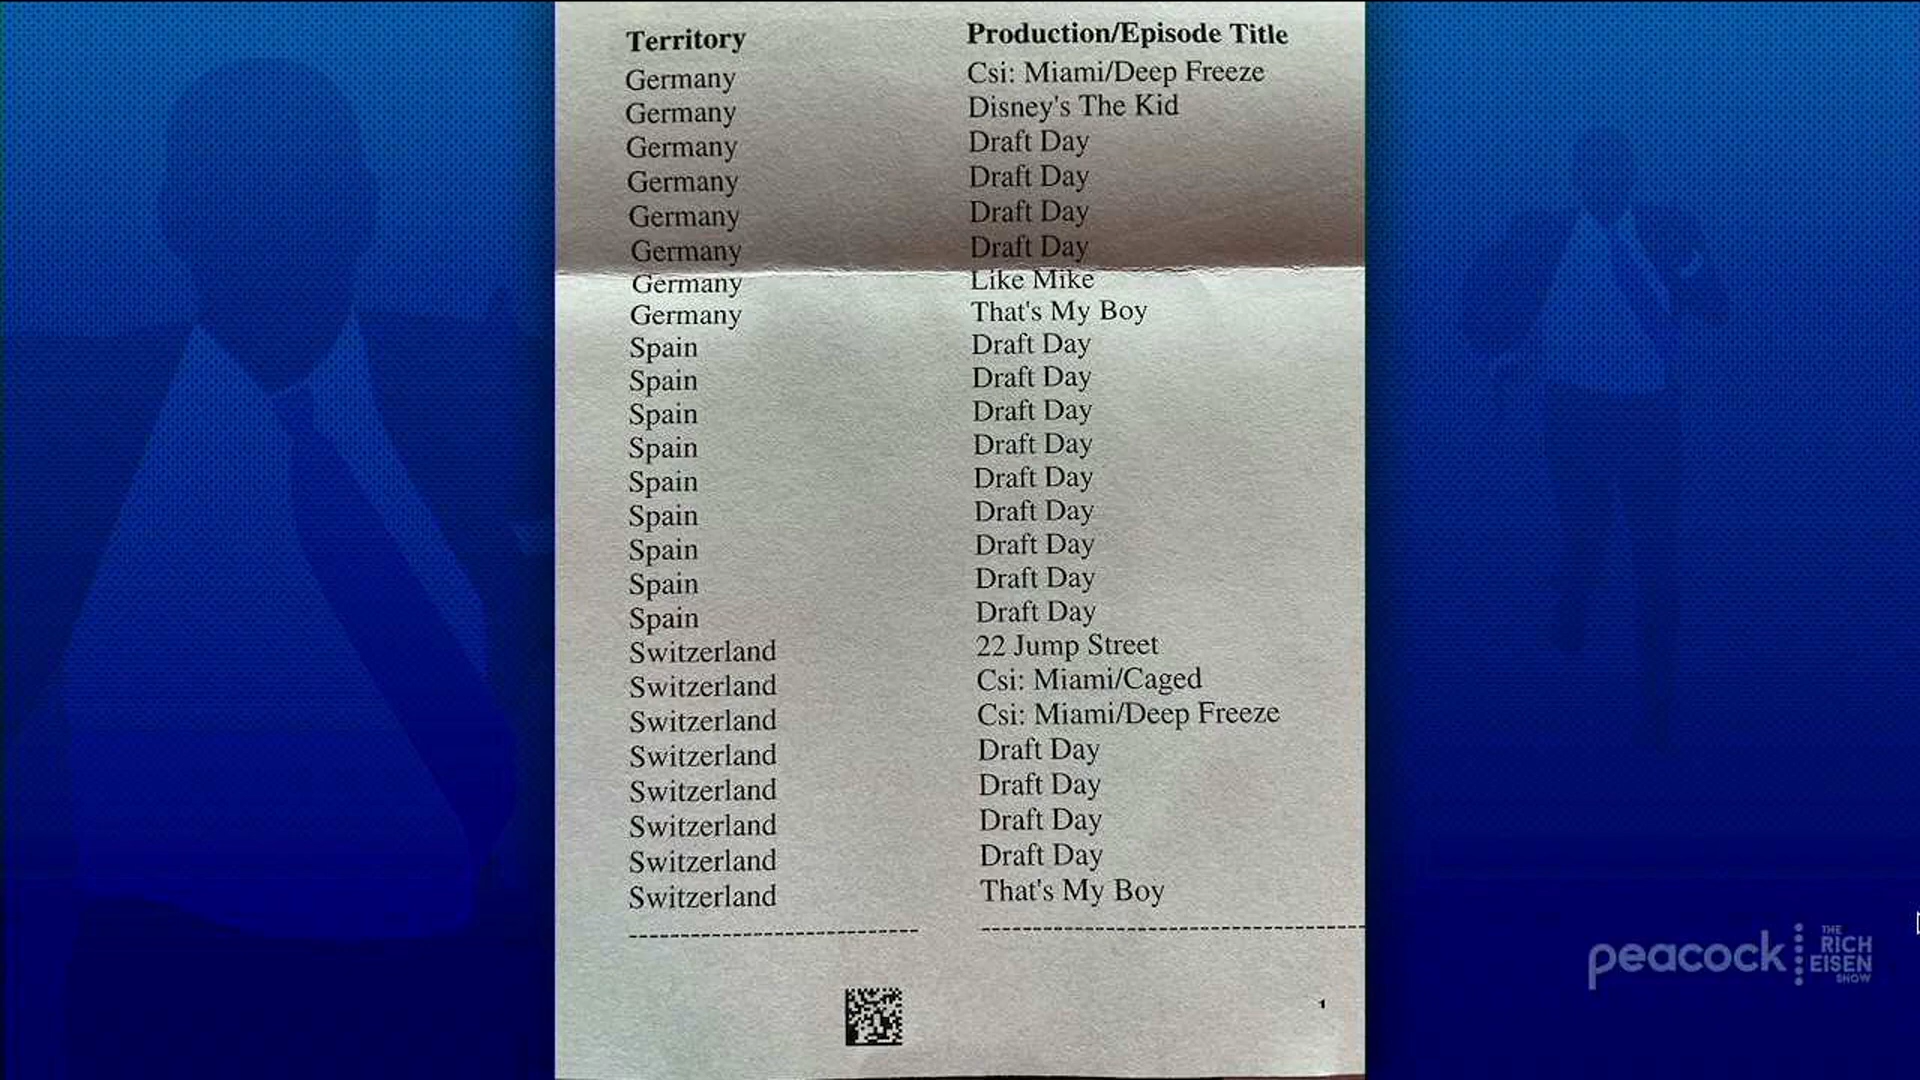 Territory Production/Episode Title
Germany Csi: Miami/Deep Freeze
Germany Disney's The Kid
Germany Draft Day
Germany Draft Day
Germany Draft Day
Germany Draft Day
Germany Like Mike
Germany That's My Boy
Spain Draft Day
Spain Draft Day
Spain Draft Day
Spain Draft Day
Spain Draft Day
Spain Draft Day
Spain Draft Day
Spain Draft Day
Spain Draft Day
Switzerland 22 Jump Street
Switzerland Csi: Miami/Caged
Switzerland Csi: Miami/Deep Freeze
Switzerland Draft Day
Switzerland Draft Day
Switzerland Draft Day
Switzerland Draft Day
Switzerland That's My Boy
1
peacock
THE
RICH
EISEN
SHOW